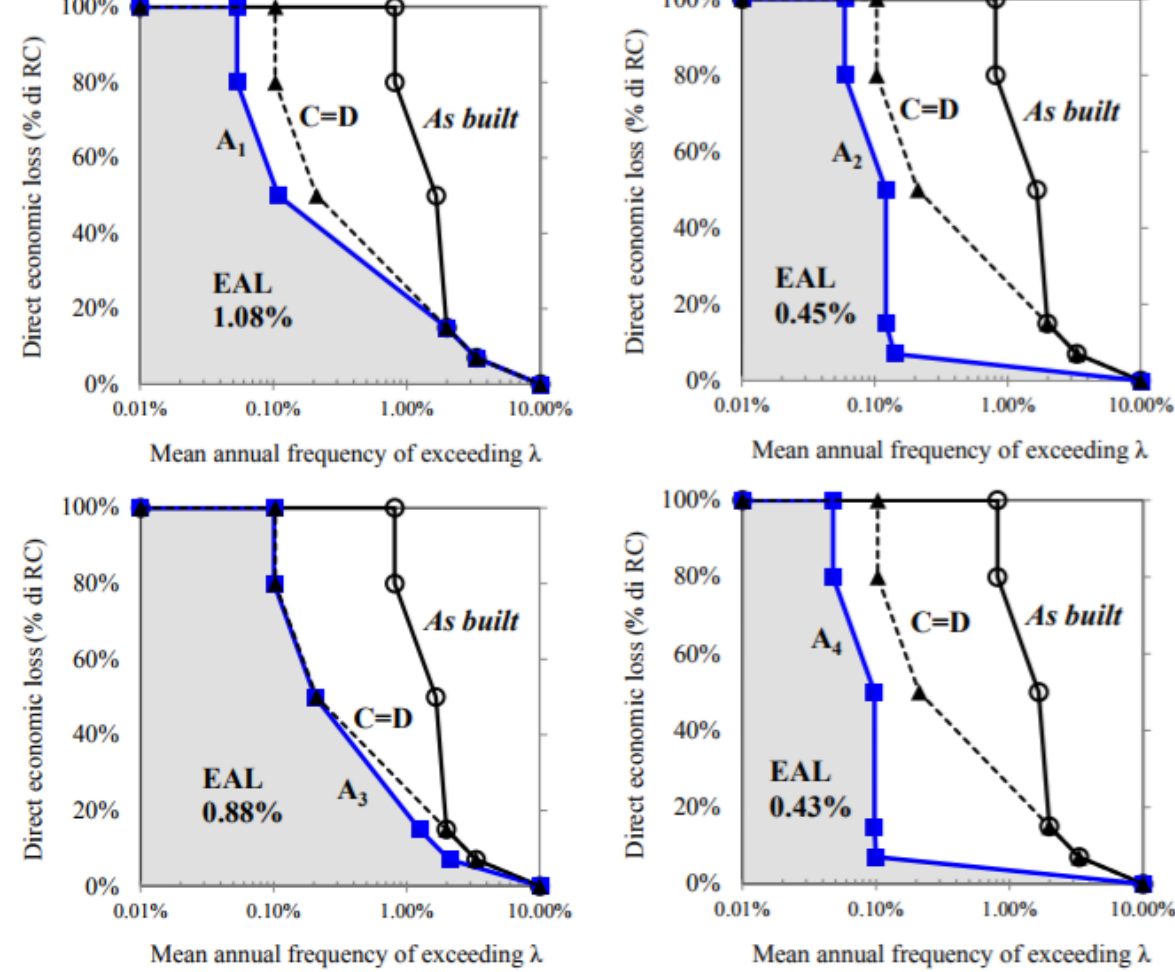 100%
80%
60%
40%
20%
0%
Direct economic loss (% di RC)
A1
C=D
As built
EAL
1.08%
0.01% 0.10% 1.00% 10.00%
Mean annual frequency of exceeding λ
100%
80%
60%
40%
20%
0%
Direct economic loss (% di RC)
A2
C=D
As built
EAL
0.45%
0.01% 0.10% 1.00% 10.00%
Mean annual frequency of exceeding λ
100%
80%
60%
40%
20%
0%
Direct economic loss (% di RC)
As built
C=D
A3
EAL
0.88%
0.01% 0.10% 1.00% 10.00%
Mean annual frequency of exceeding λ
100%
80%
60%
40%
20%
0%
Direct economic loss (% di RC)
A4
C=D
As built
EAL
0.43%
0.01% 0.10% 1.00% 10.00%
Mean annual frequency of exceeding λ